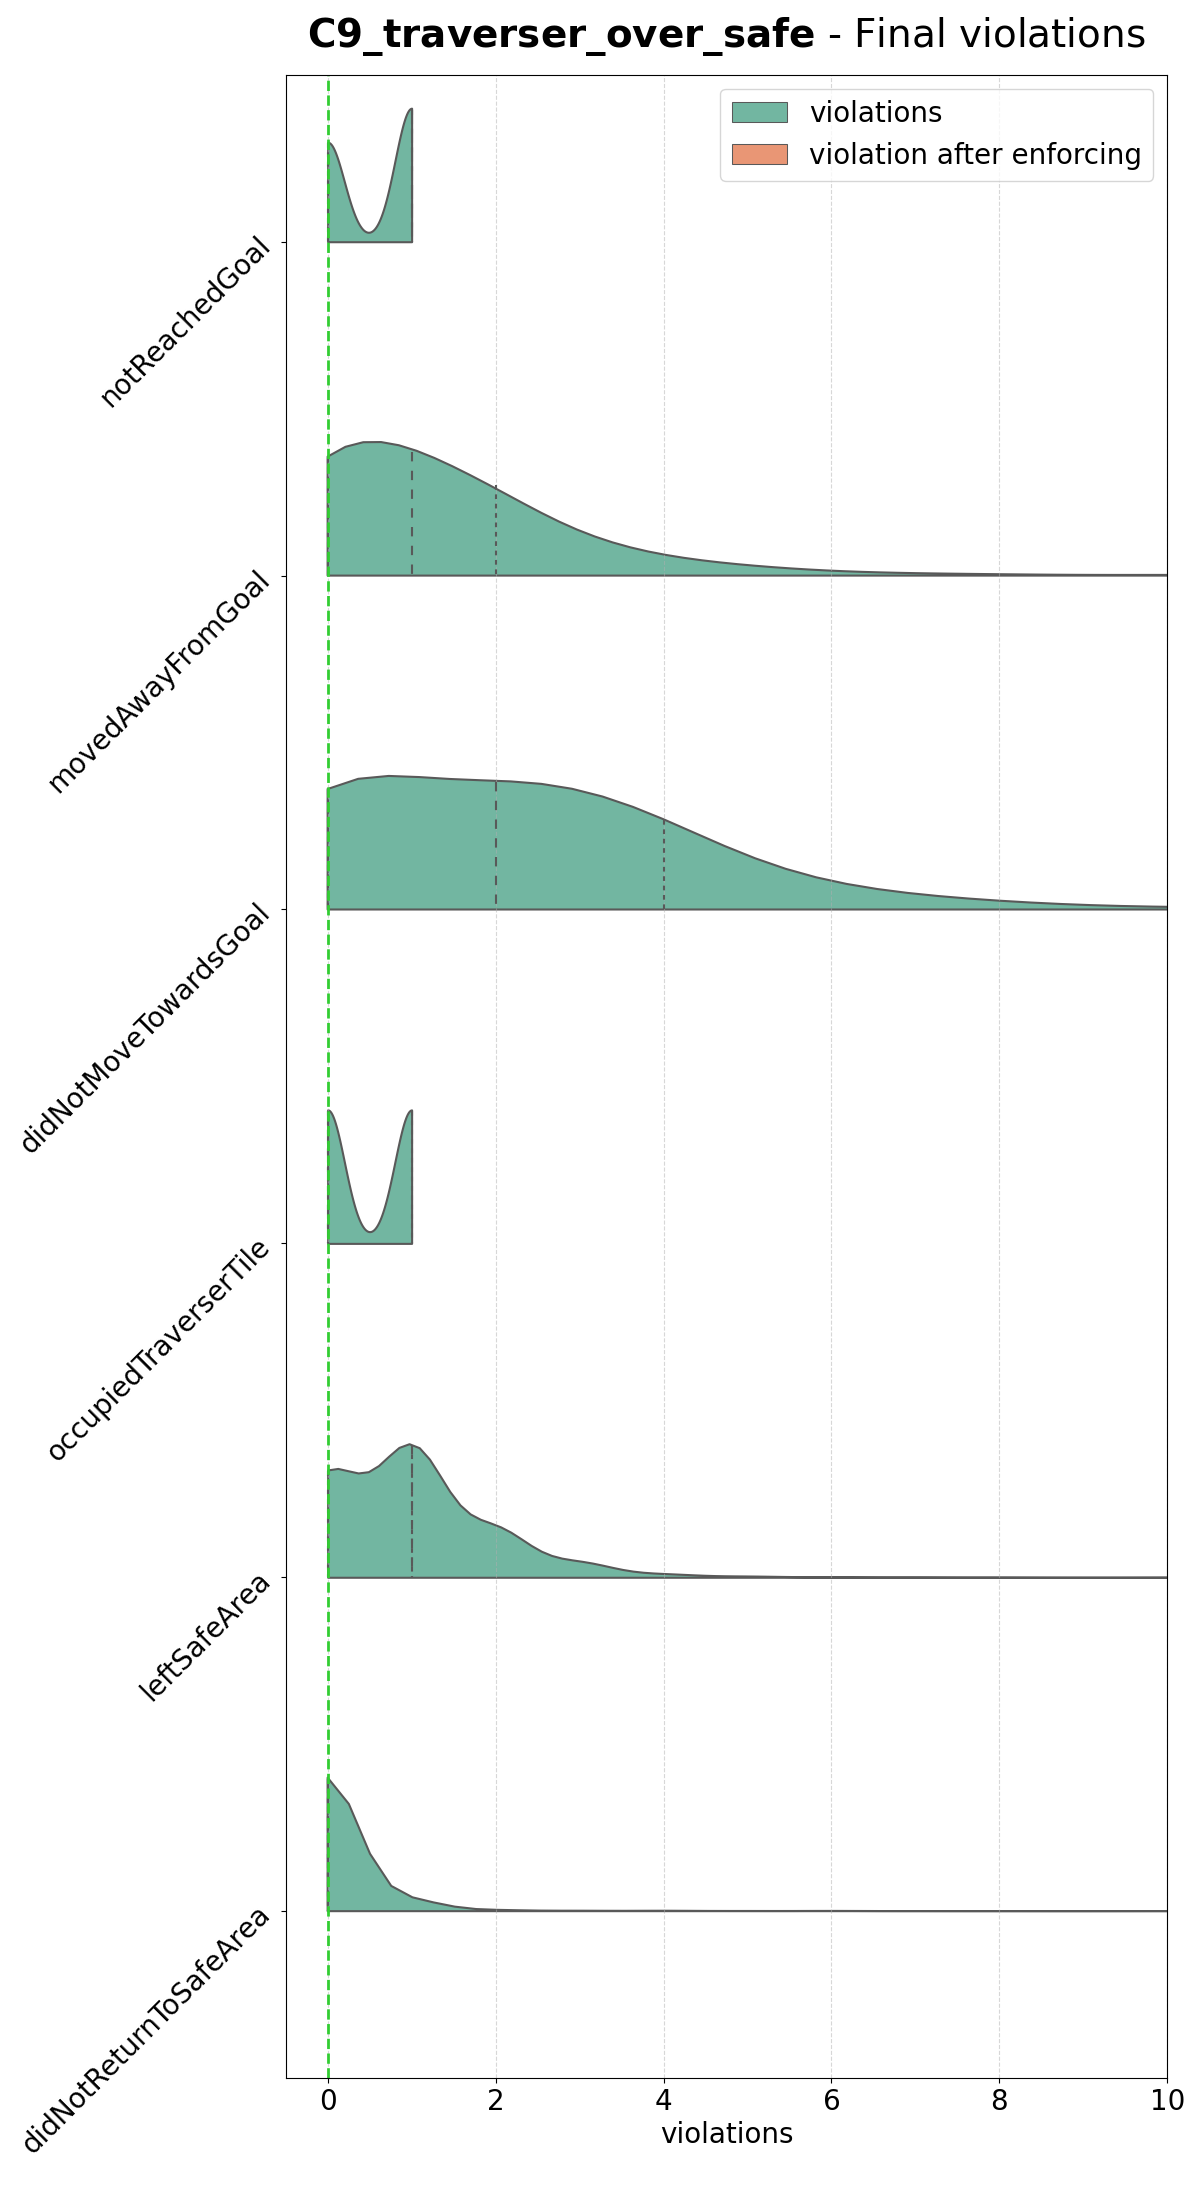 C9_traverser_over_safe - Final violations
violations
violation after enforcing
notReachedGoal
movedAwayFromGoal
didNotMoveTowardsGoal
occupiedTraverserTile
leftSafeArea
didNotReturnToSafeArea
0 2 4 6 8 10
violations